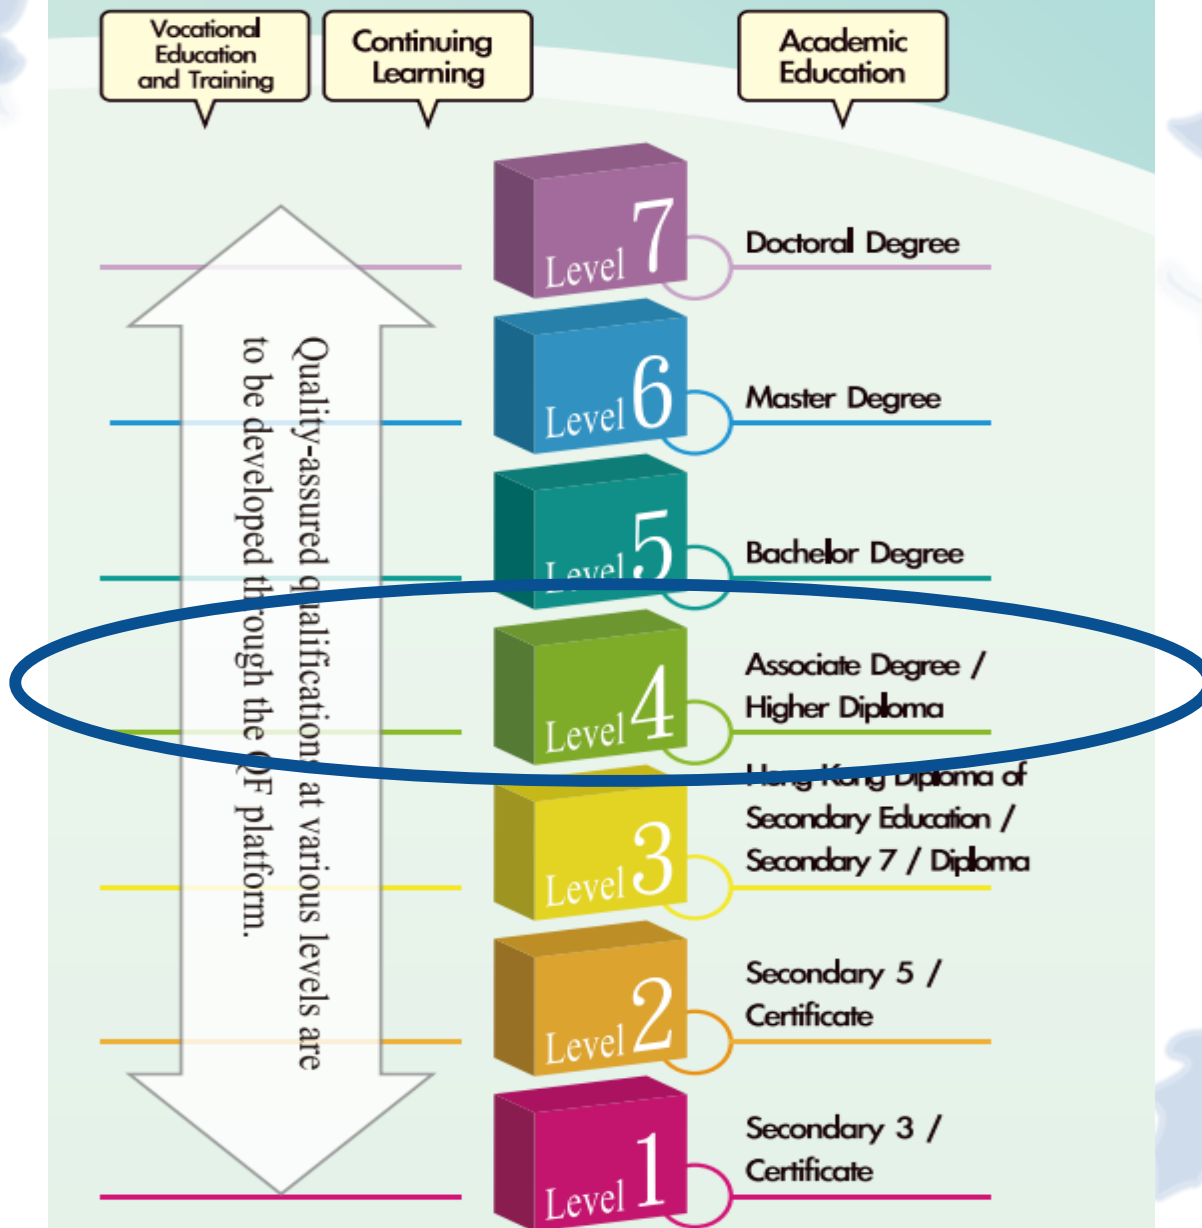 Vocational
Education
and Training
Continuing
Learning
Academic
Education
Level 7
Doctoral Degree
Level 6
Master Degree
Level 5
Bachelor Degree
Level 4
Associate Degree /
Higher Diploma
Level 3
Hong Kong Diploma of
Secondary Education /
Secondary 7 / Diploma
Level 2
Secondary 5 /
Certificate
Level 1
Secondary 3 /
Certificate
Quality-assured qualifications at various levels are
to be developed through the QF platform.